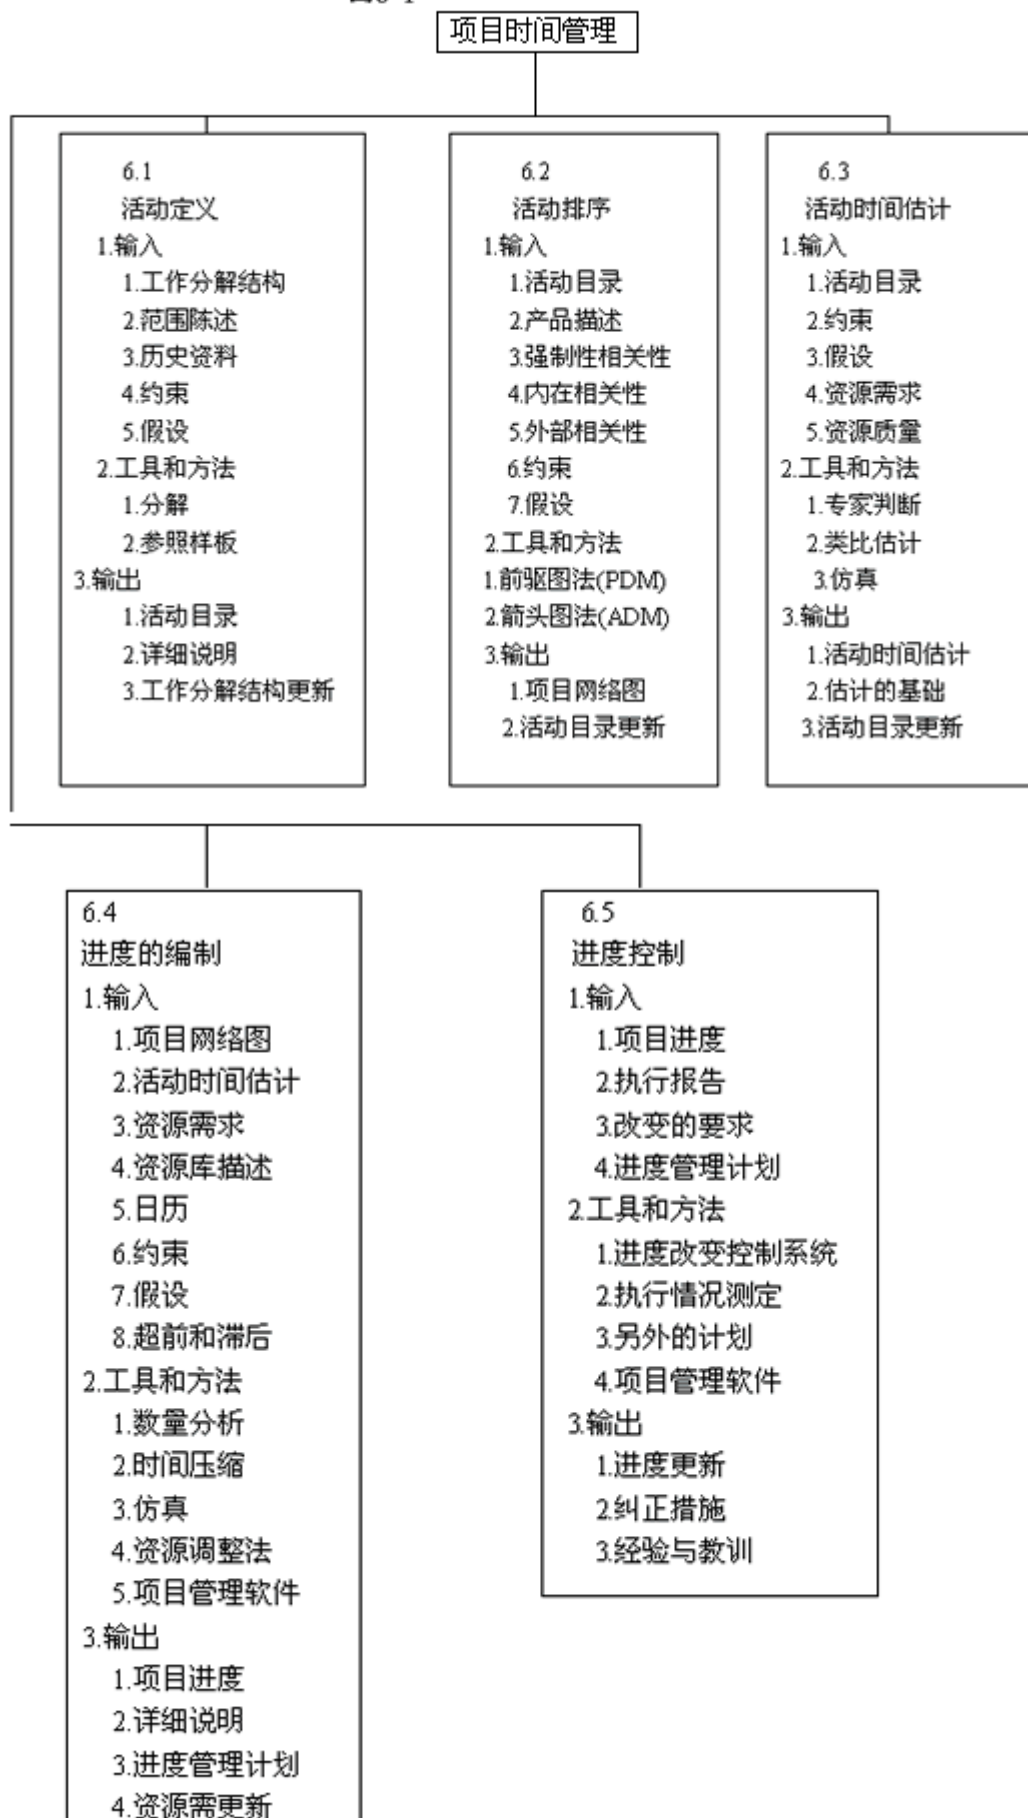 项目时间管理
6.1
活动定义
1.输入
1.工作分解结构
2.范围陈述
3.历史资料
4.约束
5.假设
2.工具和方法
1.分解
2.参照样板
3.输出
1.活动目录
2.详细说明
3.工作分解结构更新
6.2
活动排序
1.输入
1.活动目录
2.产品描述
3.强制性相关性
4.内在相关性
5.外部相关性
6.约束
7.假设
2.工具和方法
1.前驱图法(PDM)
2.箭头图法(ADM)
3.输出
1.项目网络图
2.活动目录更新
6.3
活动时间估计
1.输入
1.活动目录
2.约束
3.假设
4.资源需求
5.资源质量
2.工具和方法
1.专家判断
2.类比估计
3.仿真
3.输出
1.活动时间估计
2.估计的基础
3.活动目录更新
6.4
进度的编制
1.输入
1.项目网络图
2.活动时间估计
3.资源需求
4.资源库描述
5.日历
6.约束
7.假设
8.超前和滞后
2.工具和方法
1.数量分析
2.时间压缩
3.仿真
4.资源调整法
5.项目管理软件
3.输出
1.项目进度
2.详细说明
3.进度管理计划
4.资源需更新
6.5
进度控制
1.输入
1.项目进度
2.执行报告
3.改变的要求
4.进度管理计划
2.工具和方法
1.进度改变控制系统
2.执行情况测定
3.另外的计划
4.项目管理软件
3.输出
1.进度更新
2.纠正措施
3.经验与教训